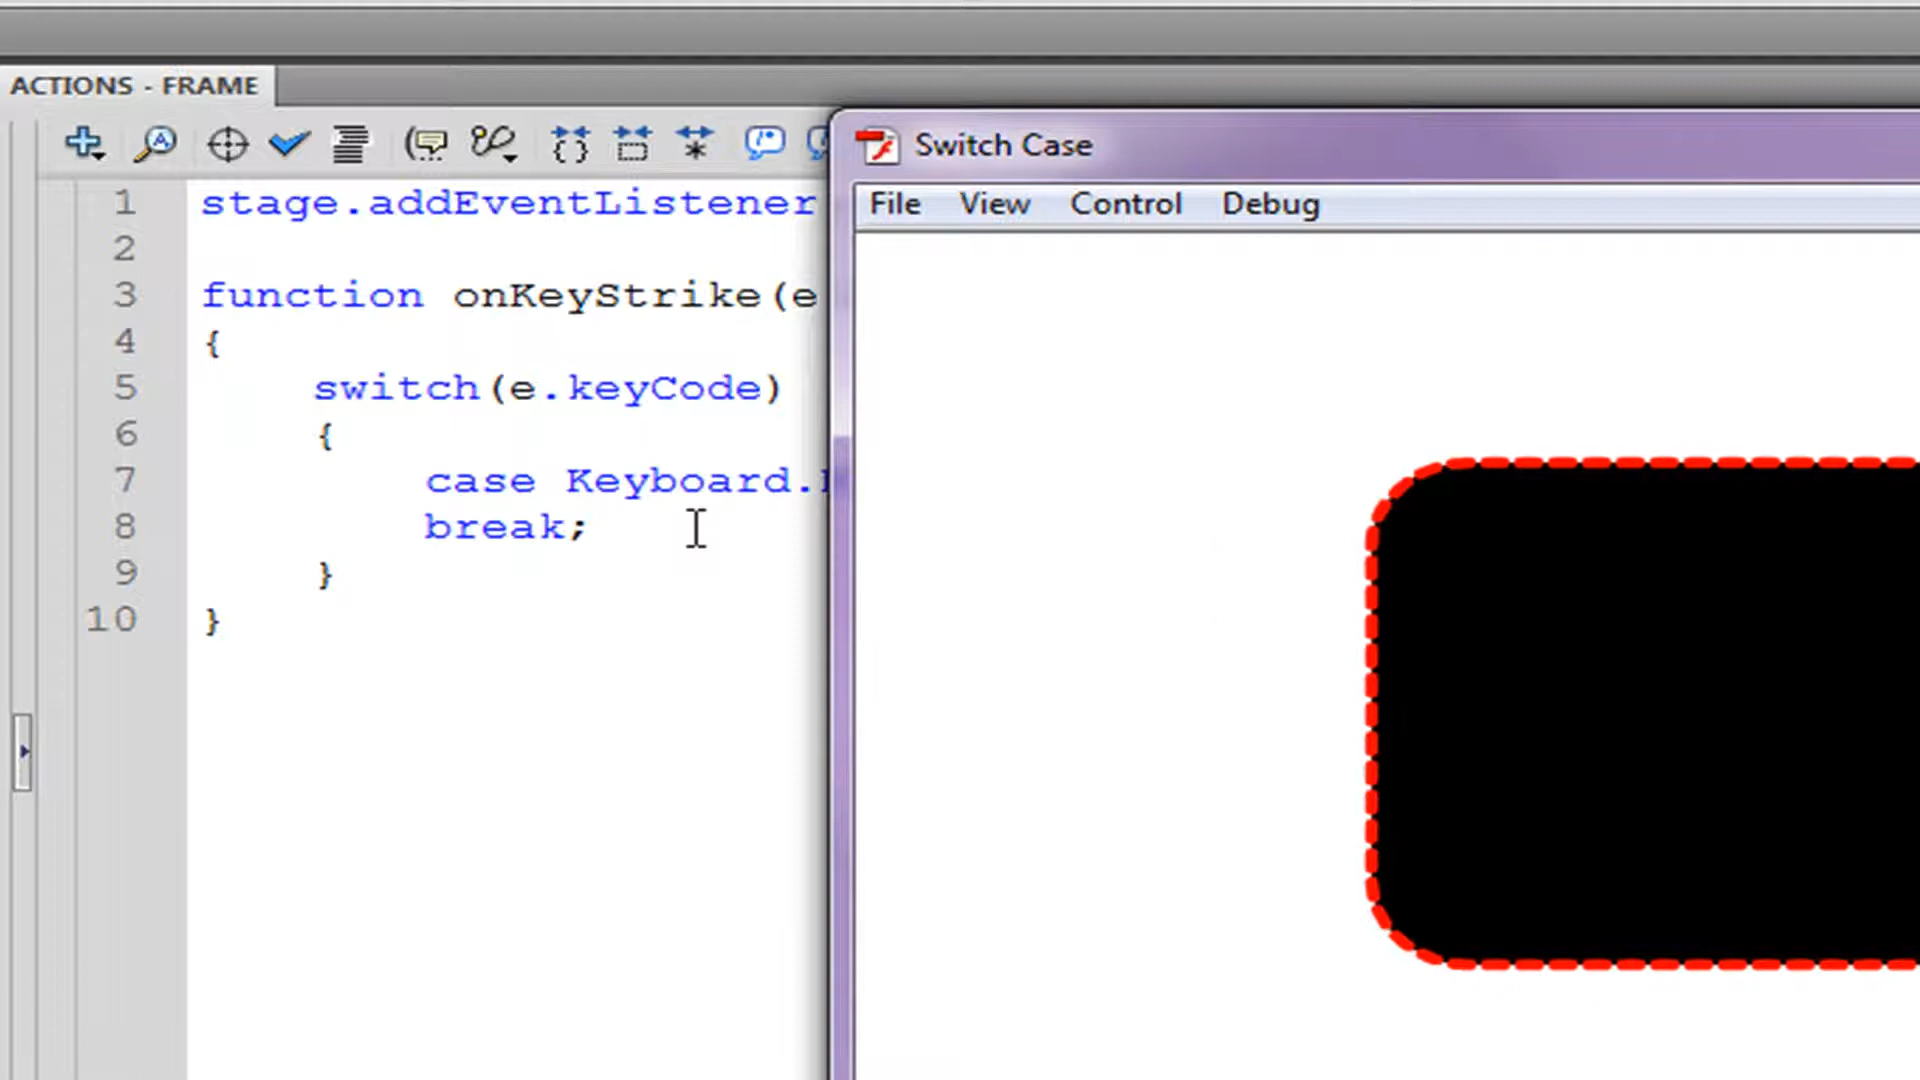 ACTIONS - FRAME
Switch Case
File View Control Debug
1 stage.addEventListener
2
3 function onKeyStrike(e
4 {
5 switch(e.keyCode)
6 {
7 case Keyboard.
8 break;
9 }
10 }